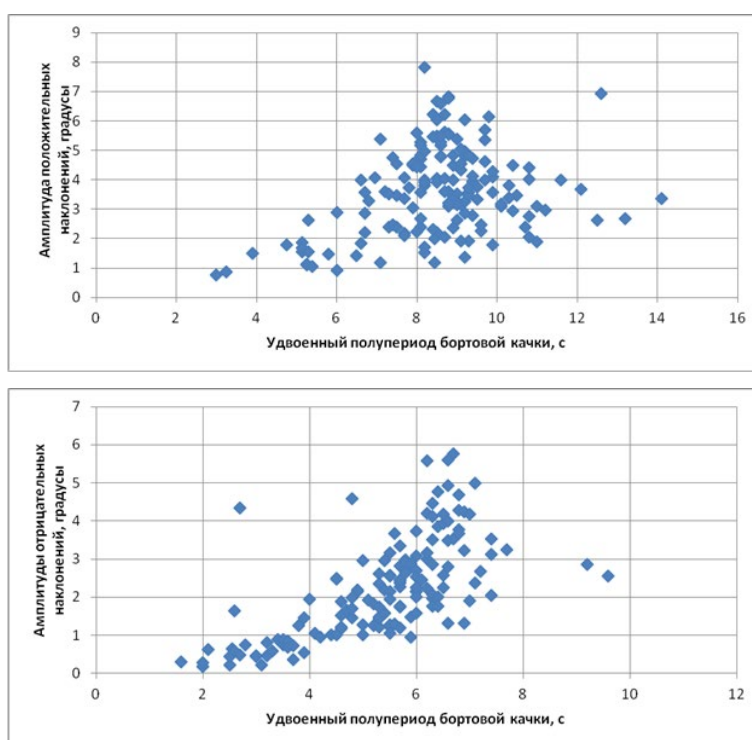 Амплитуда положительных
наклонений, градусы
9
8
7
6
5
4
3
2
1
0
0 2 4 6 8 10 12 14 16
Удвоенный полупериод бортовой качки, с
Амплитуды отрицательных
наклонений, градусы
7
6
5
4
3
2
1
0
0 2 4 6 8 10 12
Удвоенный полупериод бортовой качки, с